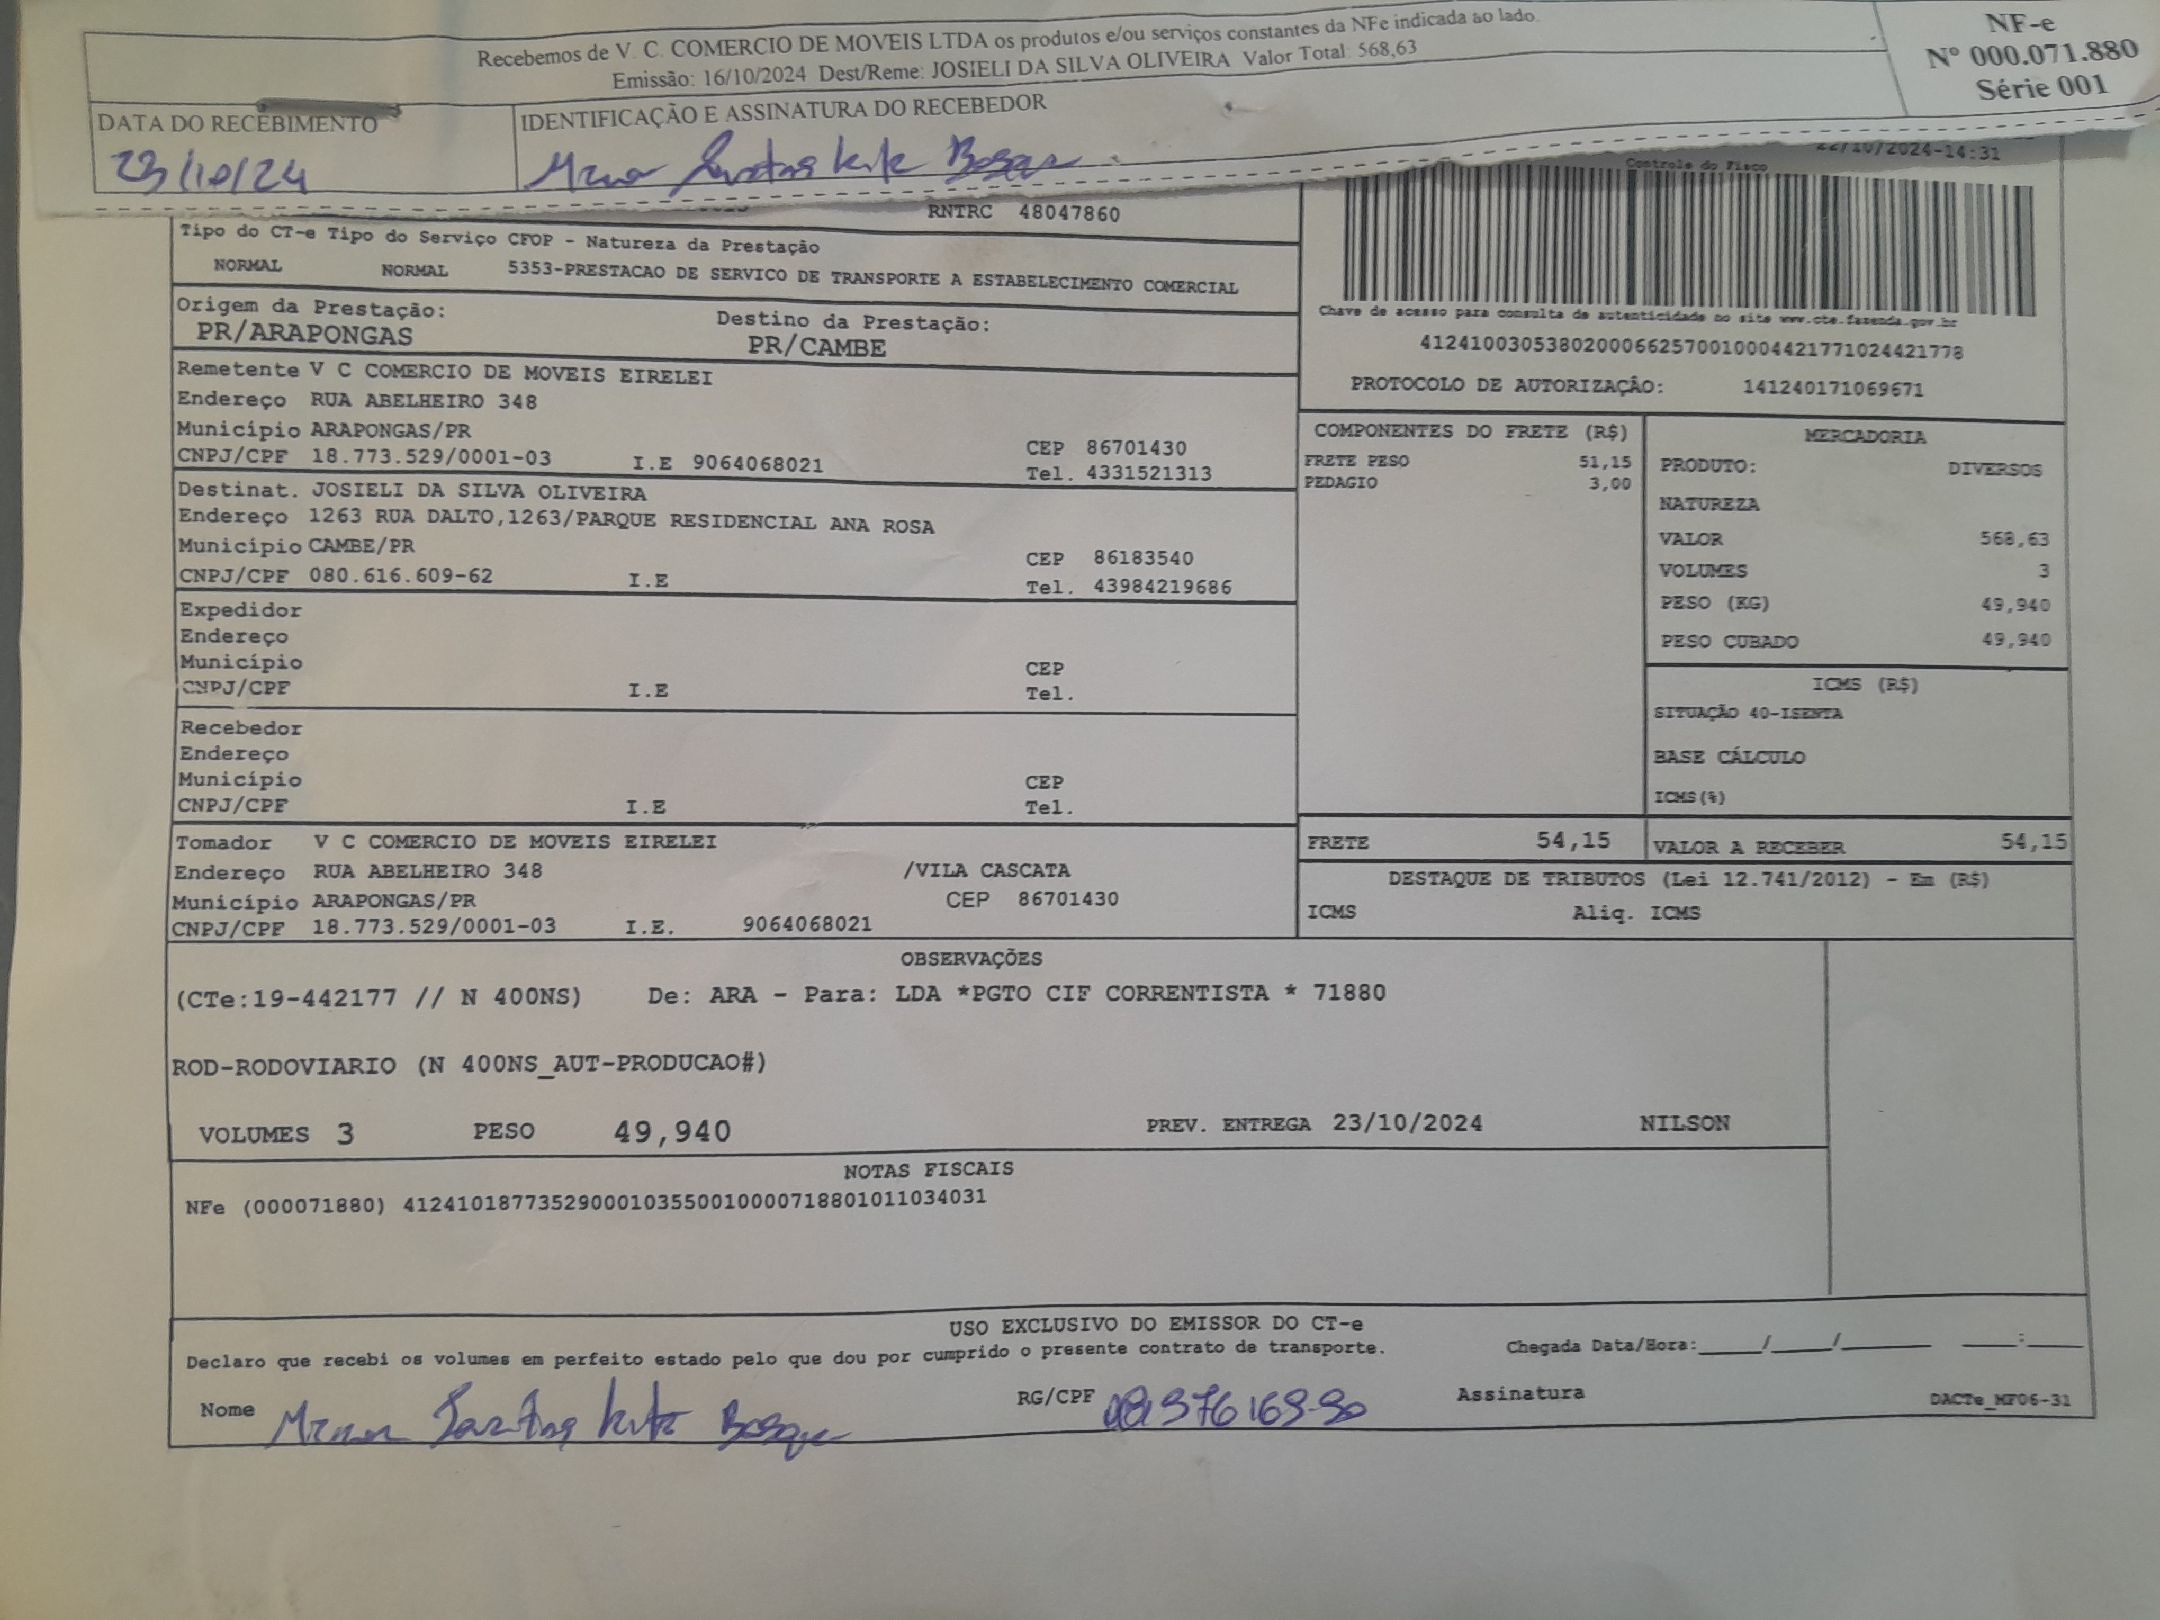 Recebemos de V. C. COMERCIO DE MOVEIS LTDA os produtos e/ou serviços constantes da NFe indicada ao lado.
Emissão: 16/10/2024 Dest/Reme: JOSIELI DA SILVA OLIVEIRA Valor Total: 568,63
NF-e
Nº 000.071.880
Série 001
DATA DO RECEBIMENTO
IDENTIFICAÇÃO E ASSINATURA DO RECEBEDOR
23/10/24
22/10/2024-14:31
Controle do Fisco
RNTRC 48047860
Tipo do CT-e Tipo do Serviço CFOP - Natureza da Prestação
NORMAL NORMAL 5353-PRESTACAO DE SERVICO DE TRANSPORTE A ESTABELECIMENTO COMERCIAL
Origem da Prestação: Destino da Prestação:
PR/ARAPONGAS PR/CAMBE
Chave de acesso para consulta de autenticidade no site www.cte.fazenda.gov.br
41241003053802000662570010004421771024421778
PROTOCOLO DE AUTORIZAÇÂO: 141240171069671
Remetente V C COMERCIO DE MOVEIS EIRELEI
Endereço RUA ABELHEIRO 348
Município ARAPONGAS/PR CEP 86701430
CNPJ/CPF 18.773.529/0001-03 I.E 9064068021 Tel. 4331521313
Destinat. JOSIELI DA SILVA OLIVEIRA
Endereço 1263 RUA DALTO,1263/PARQUE RESIDENCIAL ANA ROSA
Município CAMBE/PR CEP 86183540
CNPJ/CPF 080.616.609-62 I.E Tel. 43984219686
Expedidor
Endereço
Município CEP
CNPJ/CPF I.E Tel.
Recebedor
Endereço
Município CEP
CNPJ/CPF I.E Tel.
Tomador V C COMERCIO DE MOVEIS EIRELEI
Endereço RUA ABELHEIRO 348 /VILA CASCATA
Município ARAPONGAS/PR CEP 86701430
CNPJ/CPF 18.773.529/0001-03 I.E. 9064068021
COMPONENTES DO FRETE (R$)
FRETE PESO 51,15
PEDAGIO 3,00
MERCADORIA
PRODUTO: DIVERSOS
NATUREZA
VALOR 568,63
VOLUMES 3
PESO (KG) 49,940
PESO CUBADO 49,940
ICMS (R$)
SITUAÇÃO 40-ISENTA
BASE CÁLCULO
ICMS(%)
FRETE 54,15 VALOR A RECEBER 54,15
DESTAQUE DE TRIBUTOS (Lei 12.741/2012) - Em (R$)
ICMS Aliq. ICMS
OBSERVAÇÕES
(CTe:19-442177 // N 400NS) De: ARA - Para: LDA *PGTO CIF CORRENTISTA * 71880
ROD-RODOVIARIO (N 400NS_AUT-PRODUCAO#)
VOLUMES 3 PESO 49,940 PREV. ENTREGA 23/10/2024 NILSON
NOTAS FISCAIS
NFe (000071880) 41241018773529000103550010000718801011034031
USO EXCLUSIVO DO EMISSOR DO CT-e
Declaro que recebi os volumes em perfeito estado pelo que dou por cumprido o presente contrato de transporte. Chegada Data/Hora:____/____/______ ____:____
Nome RG/CPF Assinatura DACTe_MF06-31